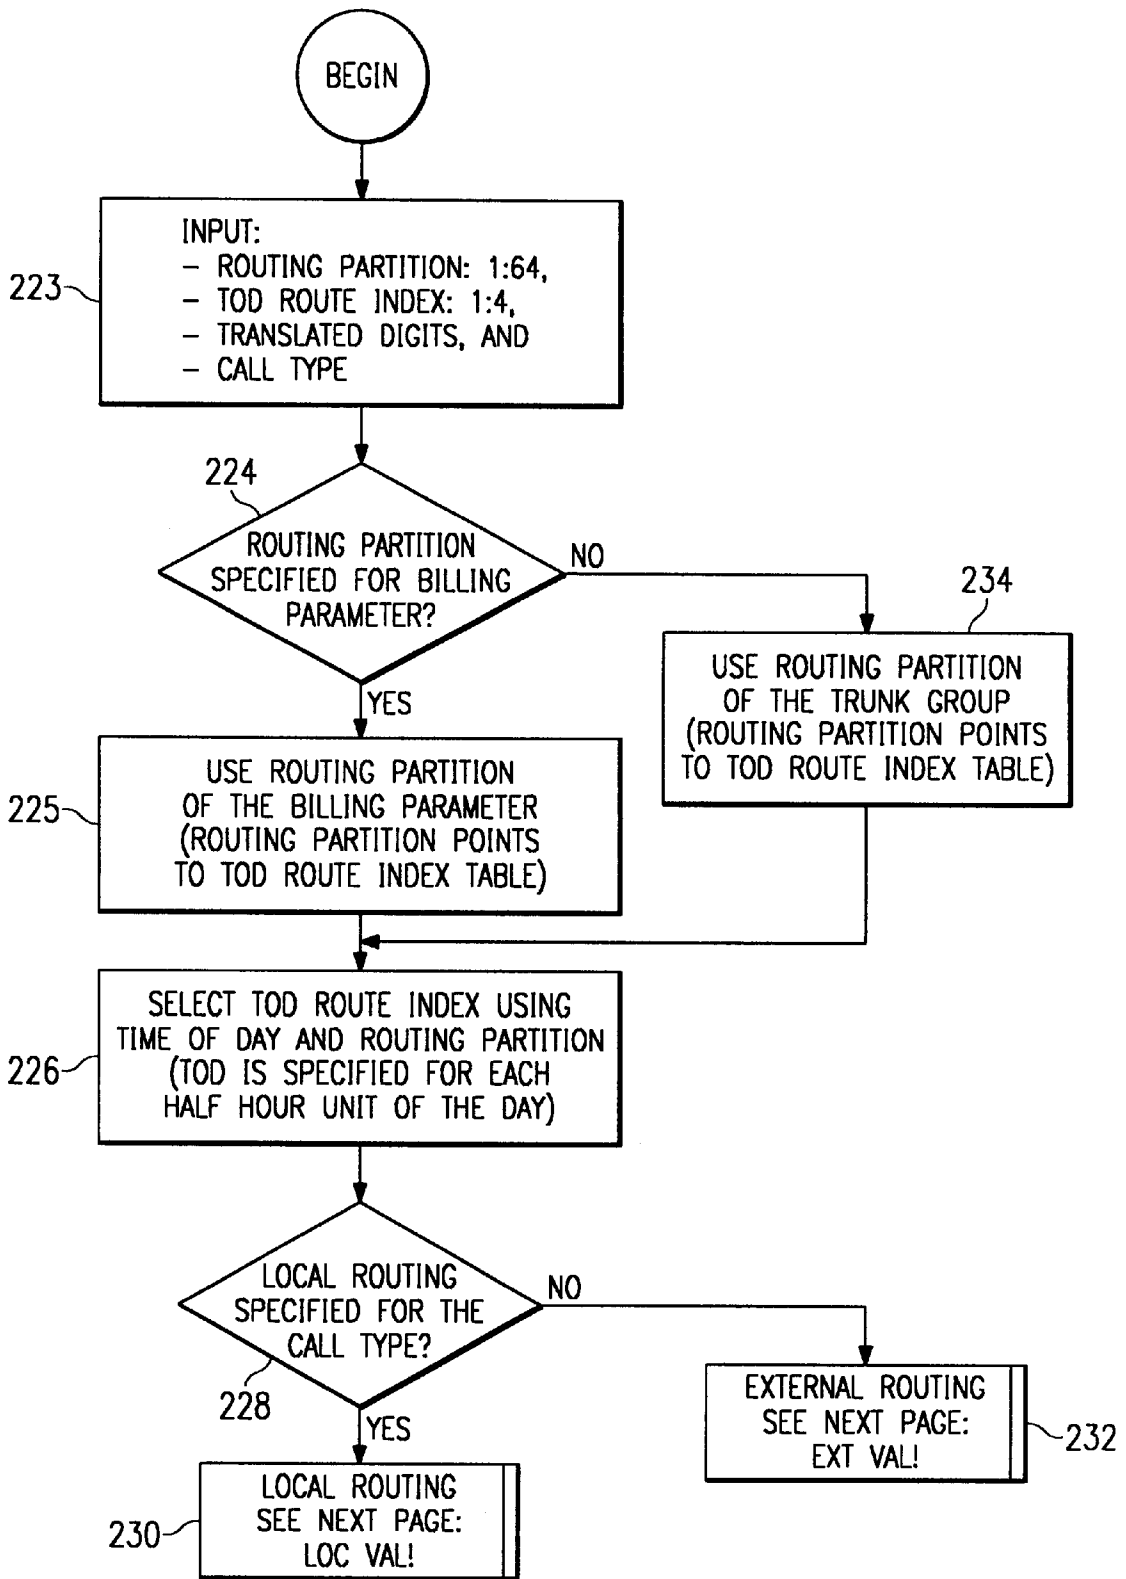 BEGIN
INPUT:
- ROUTING PARTITION: 1:64,
- TOD ROUTE INDEX: 1:4,
- TRANSLATED DIGITS, AND
- CALL TYPE
223
224
ROUTING PARTITION
SPECIFIED FOR BILLING
PARAMETER?
NO
YES
234
USE ROUTING PARTITION
OF THE TRUNK GROUP
(ROUTING PARTITION POINTS
TO TOD ROUTE INDEX TABLE)
USE ROUTING PARTITION
OF THE BILLING PARAMETER
(ROUTING PARTITION POINTS
TO TOD ROUTE INDEX TABLE)
225
SELECT TOD ROUTE INDEX USING
TIME OF DAY AND ROUTING PARTITION
(TOD IS SPECIFIED FOR EACH
HALF HOUR UNIT OF THE DAY)
226
LOCAL ROUTING
SPECIFIED FOR THE
CALL TYPE?
228
NO
YES
EXTERNAL ROUTING
SEE NEXT PAGE:
EXT VAL!
232
LOCAL ROUTING
SEE NEXT PAGE:
LOC VAL!
230